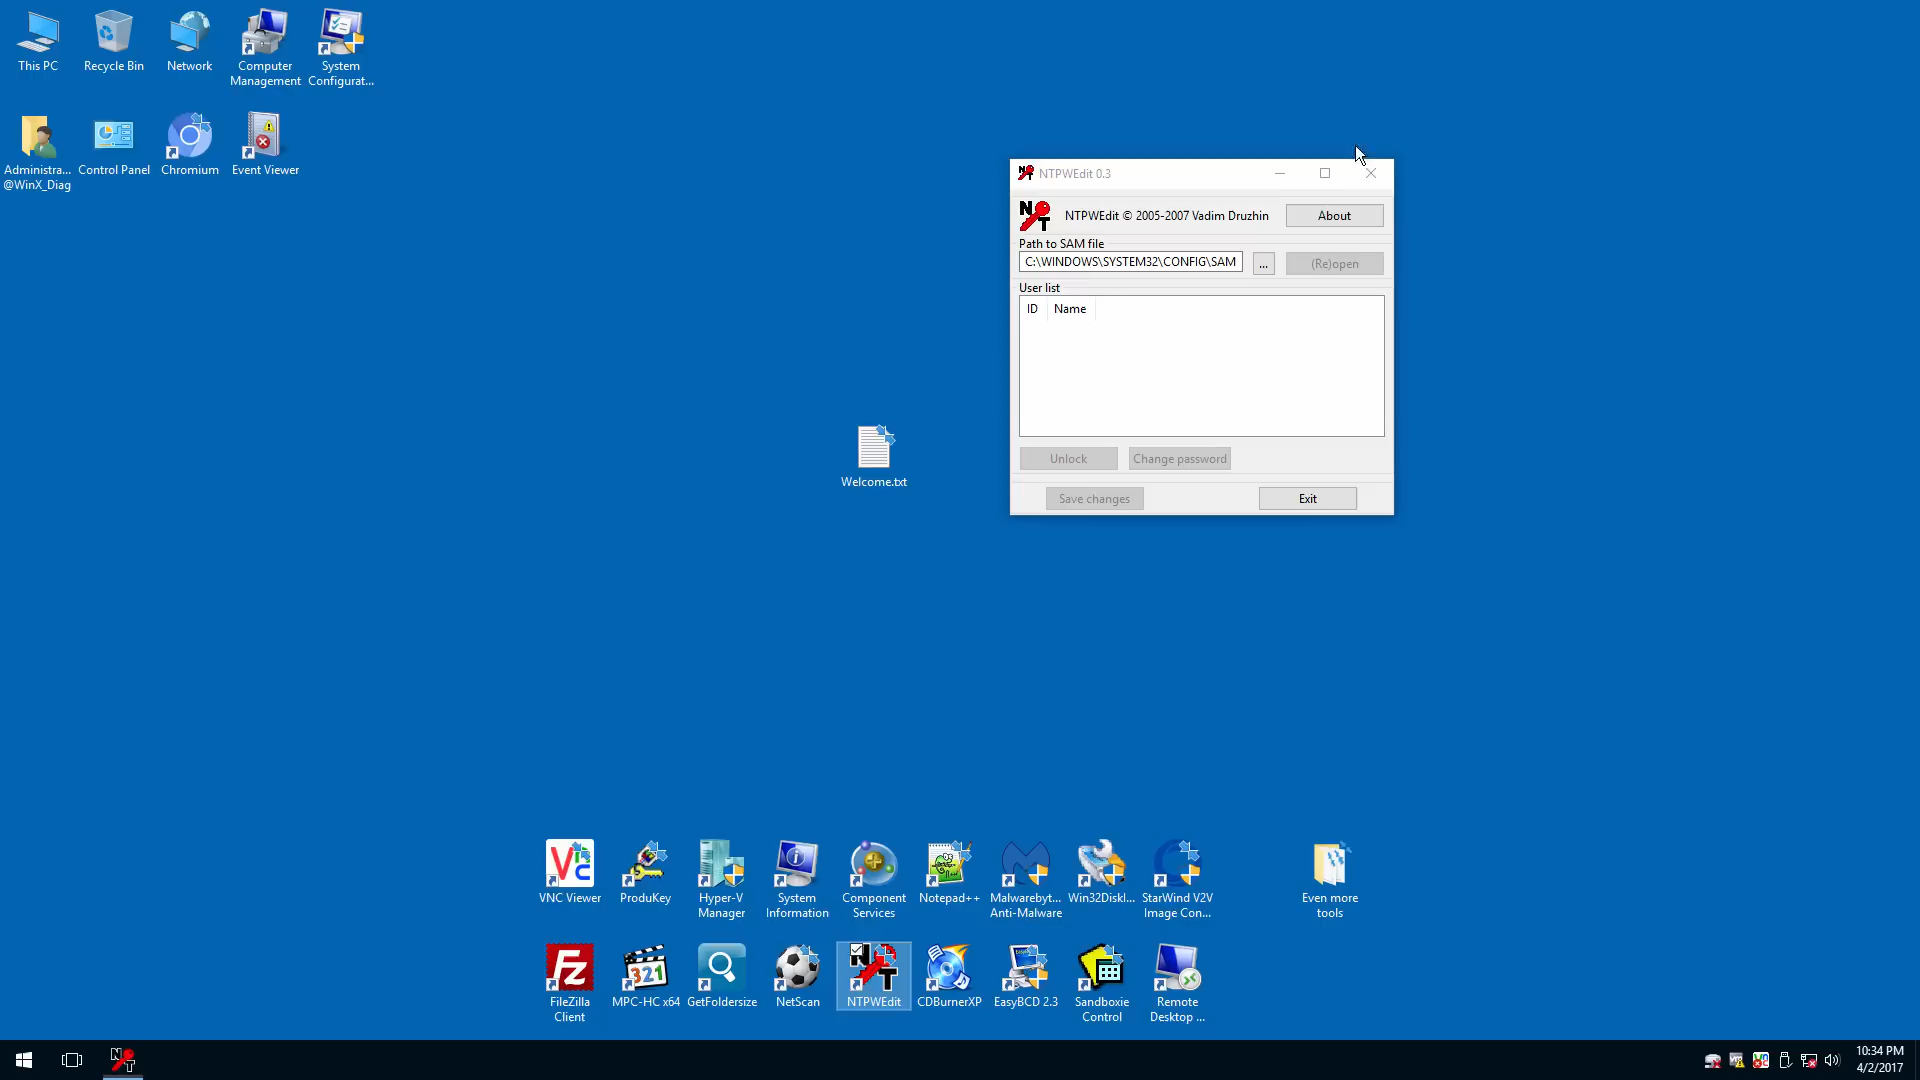 This PC
Recycle Bin
Network
Computer
Management
System
Configurat...
Administra...
@WinX_Diag
Control Panel
Chromium
Event Viewer
NTPWEdit 0.3
NTPWEdit © 2005-2007 Vadim Druzhin
About
Path to SAM file
C:\WINDOWS\SYSTEM32\CONFIG\SAM
...
(Re)open
User list
ID
Name
Unlock
Change password
Save changes
Exit
Welcome.txt
VNC Viewer
ProduKey
Hyper-V
Manager
System
Information
Component
Services
Notepad++
Malwarebyt...
Anti-Malware
Win32DiskI...
StarWind V2V
Image Con...
Even more
tools
FileZilla
Client
MPC-HC x64
GetFoldersize
NetScan
NTPWEdit
CDBurnerXP
EasyBCD 2.3
Sandboxie
Control
Remote
Desktop ...
10:34 PM
4/2/2017